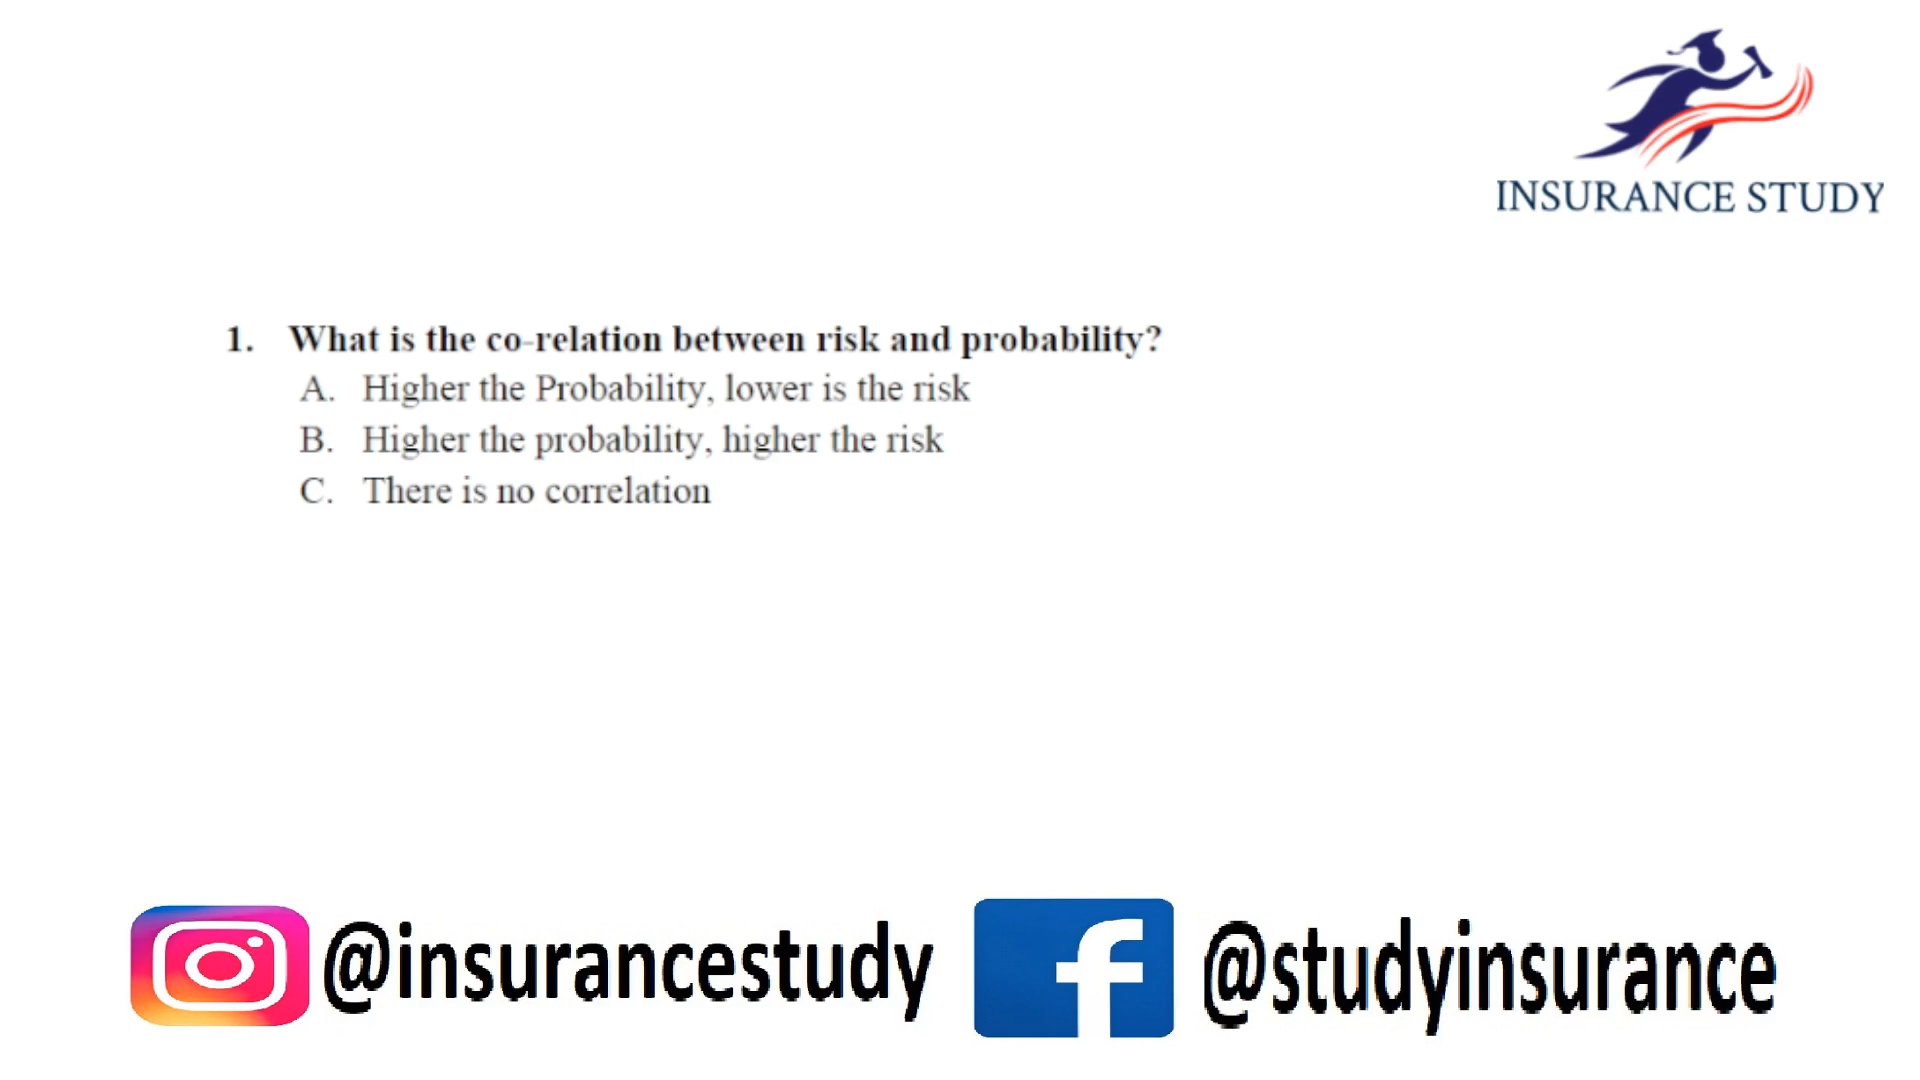 INSURANCE STUDY
1. What is the co-relation between risk and probability?
A. Higher the Probability, lower is the risk
B. Higher the probability, higher the risk
C. There is no correlation
@insurancestudy
@studyinsurance